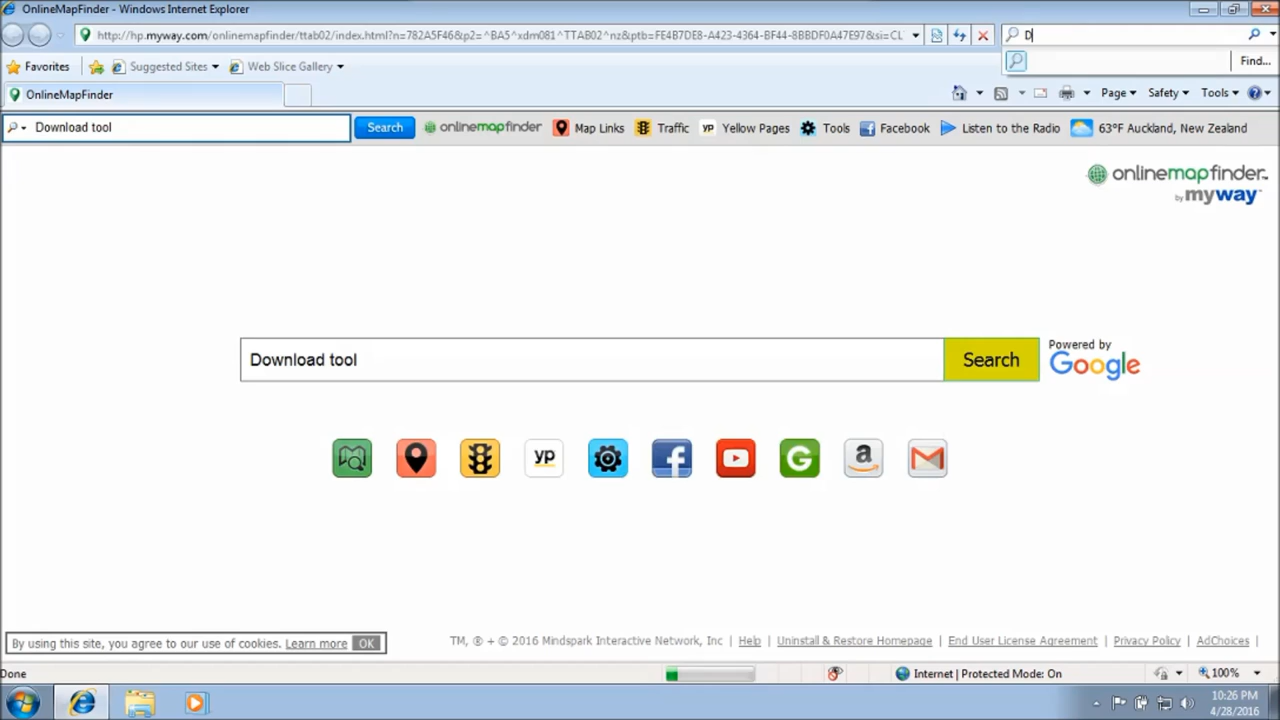 OnlineMapFinder - Windows Internet Explorer
http://hp.myway.com/onlinemapfinder/ttab02/index.html?n=782A5F46&p2=^BA5^xdm081^TTAB02^nz&ptb=FE4B7DE8-A423-4364-BF44-8BBDF0A47E97&si=CL
D
Favorites Suggested Sites Web Slice Gallery
Find...
OnlineMapFinder
Page Safety Tools
Download tool Search onlinemapfinder Map Links Traffic yp Yellow Pages Tools Facebook Listen to the Radio 63°F Auckland, New Zealand
onlinemapfinder™
by myway™
Download tool Search
Powered by
Google
yp f G a
By using this site, you agree to our use of cookies. Learn more OK
TM, ® + © 2016 Mindspark Interactive Network, Inc | Help | Uninstall & Restore Homepage | End User License Agreement | Privacy Policy | AdChoices |
Done Internet | Protected Mode: On 100%
10:26 PM
4/28/2016